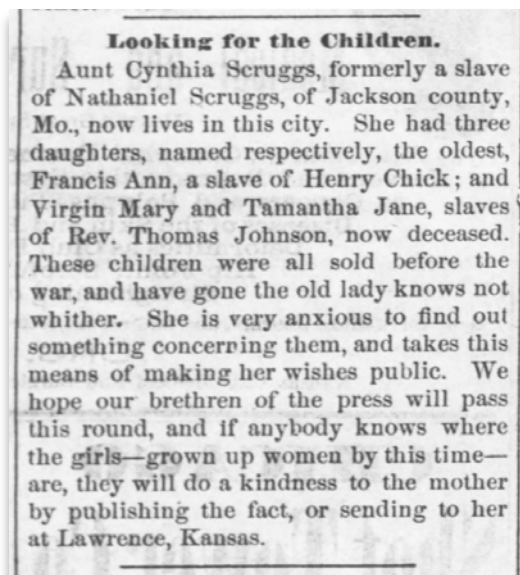 Looking for the Children.
Aunt Cynthia Scruggs, formerly a slave
of Nathaniel Scruggs, of Jackson county,
Mo., now lives in this city. She had three
daughters, named respectively, the oldest,
Francis Ann, a slave of Henry Chick; and
Virgin Mary and Tamantha Jane, slaves
of Rev. Thomas Johnson, now deceased.
These children were all sold before the
war, and have gone the old lady knows not
whither. She is very anxious to find out
something concerning them, and takes this
means of making her wishes public. We
hope our brethren of the press will pass
this round, and if anybody knows where
the girls—grown up women by this time—
are, they will do a kindness to the mother
by publishing the fact, or sending to her
at Lawrence, Kansas.